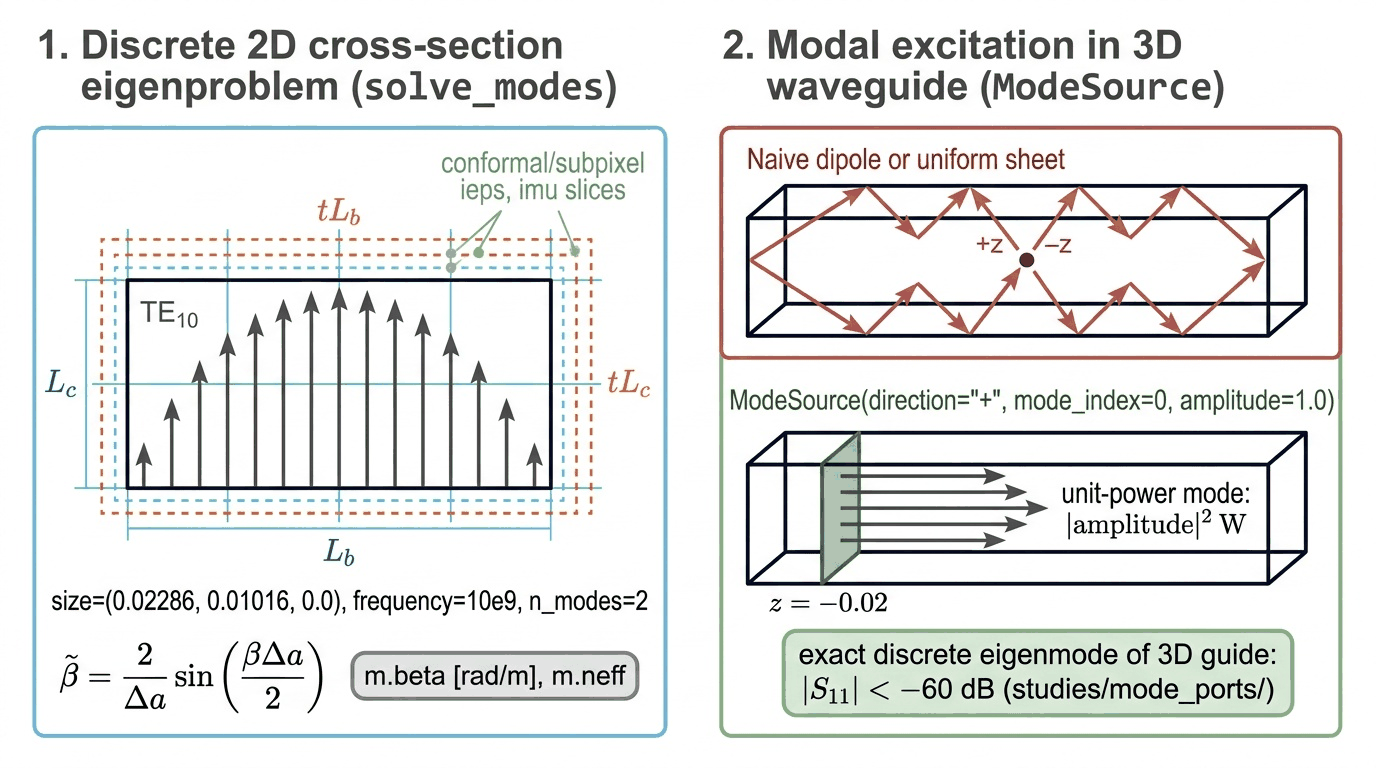 1. Discrete 2D cross-section
eigenproblem (solve_modes)
conformal/subpixel
ieps, imu slices
tL_b
TE_10
L_c
tL_c
L_b
size=(0.02286, 0.01016, 0.0), frequency=10e9, n_modes=2
β̃ = 2/Δa sin(βΔa/2)
m.beta [rad/m], m.neff
2. Modal excitation in 3D
waveguide (ModeSource)
Naive dipole or uniform sheet
+z −z
ModeSource(direction="+", mode_index=0, amplitude=1.0)
unit-power mode:
|amplitude|² W
z = −0.02
exact discrete eigenmode of 3D guide:
|S_11| < −60 dB (studies/mode_ports/)